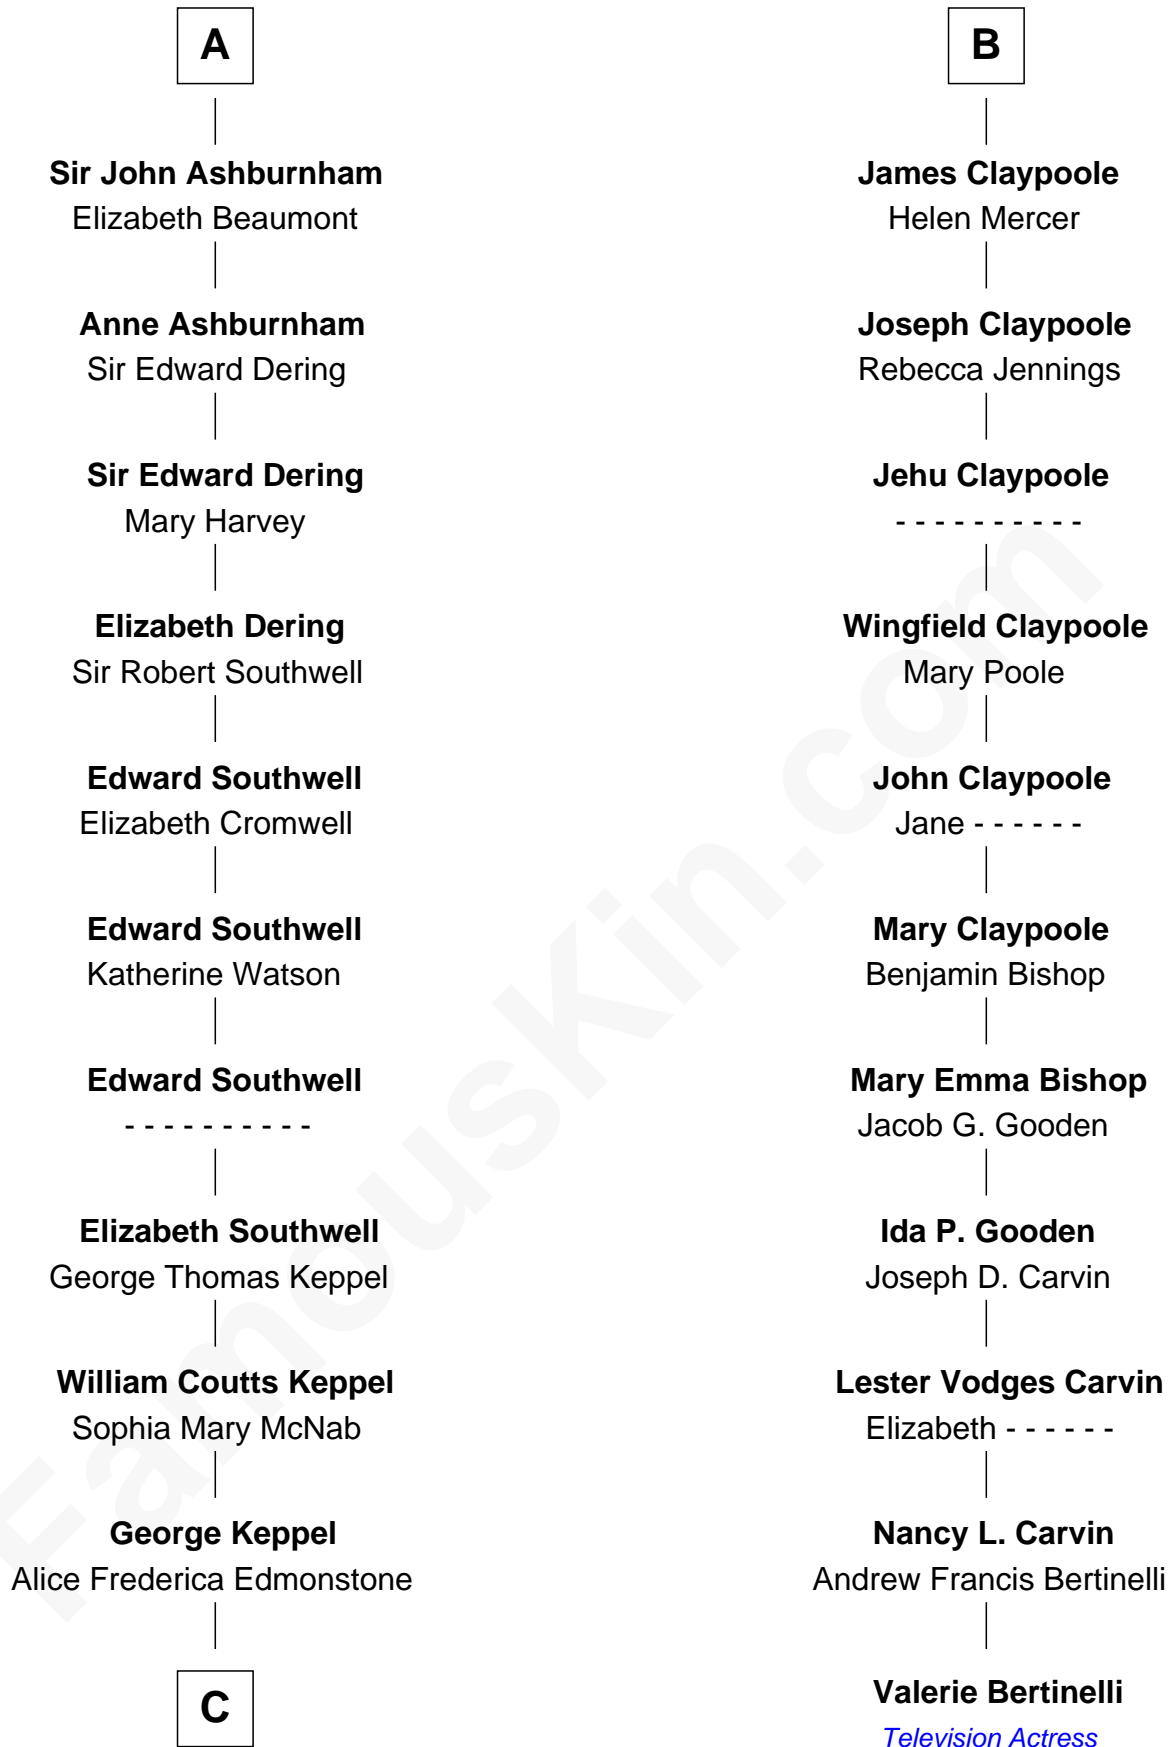 A
Sir John Ashburnham
Elizabeth Beaumont
Anne Ashburnham
Sir Edward Dering
Sir Edward Dering
Mary Harvey
Elizabeth Dering
Sir Robert Southwell
Edward Southwell
Elizabeth Cromwell
Edward Southwell
Katherine Watson
Edward Southwell
- - - - - - - - - -
Elizabeth Southwell
George Thomas Keppel
William Coutts Keppel
Sophia Mary McNab
George Keppel
Alice Frederica Edmonstone
C
B
James Claypoole
Helen Mercer
Joseph Claypoole
Rebecca Jennings
Jehu Claypoole
- - - - - - - - - -
Wingfield Claypoole
Mary Poole
John Claypoole
Jane - - - - - -
Mary Claypoole
Benjamin Bishop
Mary Emma Bishop
Jacob G. Gooden
Ida P. Gooden
Joseph D. Carvin
Lester Vodges Carvin
Elizabeth - - - - - -
Nancy L. Carvin
Andrew Francis Bertinelli
Valerie Bertinelli
Television Actress
FamousKin.com